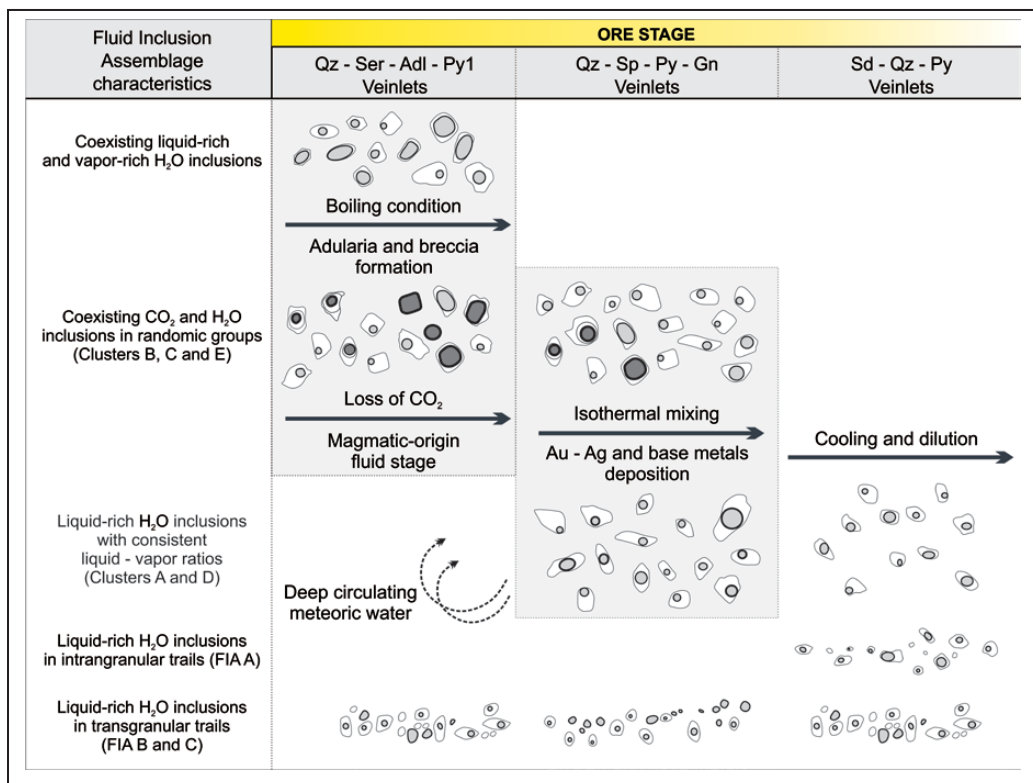 Fluid Inclusion
Assemblage
characteristics
ORE STAGE
Qz - Ser - Adl - Py1
Veinlets
Qz - Sp - Py - Gn
Veinlets
Sd - Qz - Py
Veinlets
Coexisting liquid-rich
and vapor-rich H₂O inclusions
Boiling condition
Adularia and breccia
formation
Coexisting CO₂ and H₂O
inclusions in randomic groups
(Clusters B, C and E)
Loss of CO₂
Magmatic-origin
fluid stage
Isothermal mixing
Au - Ag and base metals
deposition
Cooling and dilution
Liquid-rich H₂O inclusions
with consistent
liquid - vapor ratios
(Clusters A and D)
Deep circulating
meteoric water
Liquid-rich H₂O inclusions
in intrangranular trails (FIA A)
Liquid-rich H₂O inclusions
in transgranular trails
(FIA B and C)